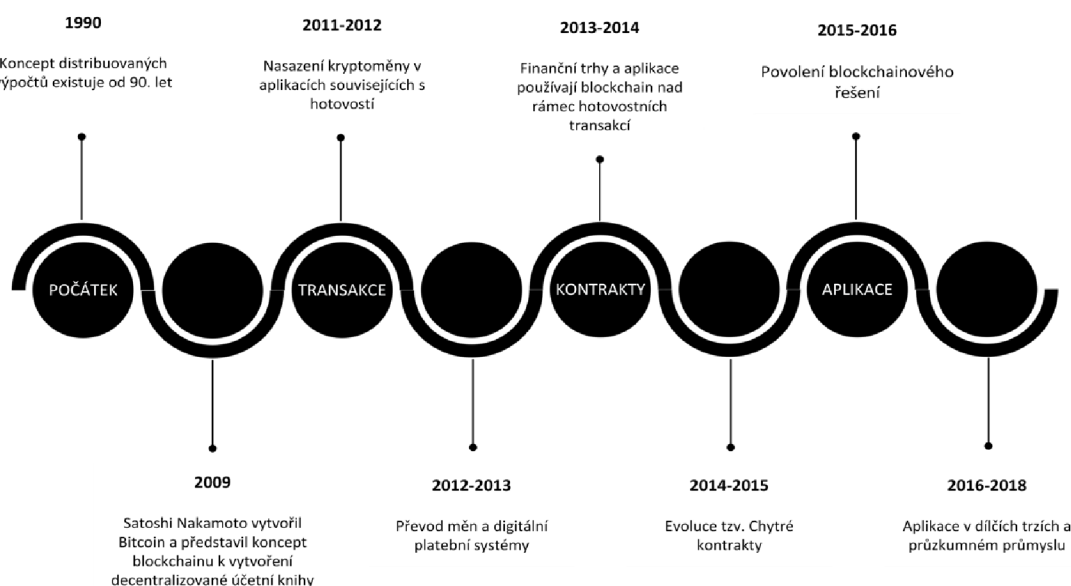 1990
Koncept distribuovaných
výpočtů existuje od 90. let
2011-2012
Nasazení kryptoměny v
aplikacích souvisejících s
hotovostí
2013-2014
Finanční trhy a aplikace
používají blockchain nad
rámec hotovostních
transakcí
2015-2016
Povolení blockchainového
řešení
POČÁTEK
TRANSAKCE
KONTRAKTY
APLIKACE
2009
Satoshi Nakamoto vytvořil
Bitcoin a představil koncept
blockchainu k vytvoření
decentralizované účetní knihy
2012-2013
Převod měn a digitální
platební systémy
2014-2015
Evoluce tzv. Chytré
kontrakty
2016-2018
Aplikace v dílčích trzích a
průzkumném průmyslu